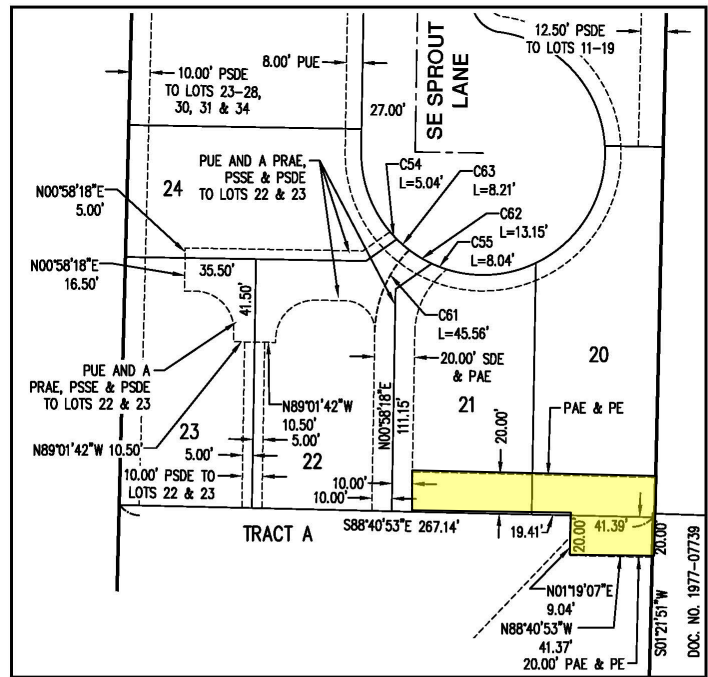 12.50' PSDE
TO LOTS 11-19
8.00' PUE
10.00' PSDE
TO LOTS 23-28,
30, 31 & 34
27.00'
SE SPROUT
LANE
PUE AND A PRAE,
PSSE & PSDE
TO LOTS 22 & 23
C54
L=5.04'
C63
L=8.21'
C62
L=13.15'
C55
L=8.04'
N00°58'18"E
5.00'
24
N00°58'18"E
16.50'
35.50'
41.50'
C61
L=45.56'
20.00' SDE
& PAE
20
PUE AND A
PRAE, PSSE & PSDE
TO LOTS 22 & 23
N89°01'42"W
10.50'
N00°58'18"E
111.15'
21
20.00'
PAE & PE
N89°01'42"W 10.50'
23
5.00'
5.00'
22
10.00' PSDE TO
LOTS 22 & 23
10.00'
10.00'
TRACT A
S88°40'53"E 267.14'
19.41'
20.00'
41.39'
20.00'
N01°19'07"E
9.04'
N88°40'53"W
41.37'
20.00' PAE & PE
S01°21'51"W
DOC. NO. 1977-07739